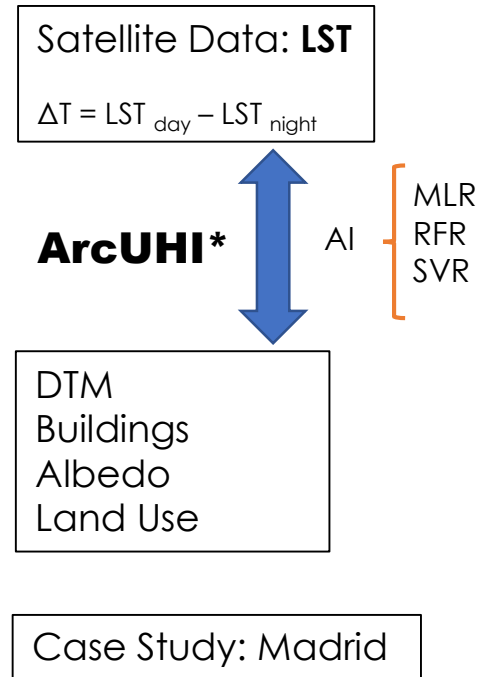 Satellite Data: LST
ΔT = LST day – LST night
ArcUHI*
AI
MLR
RFR
SVR
DTM
Buildings
Albedo
Land Use
Case Study: Madrid